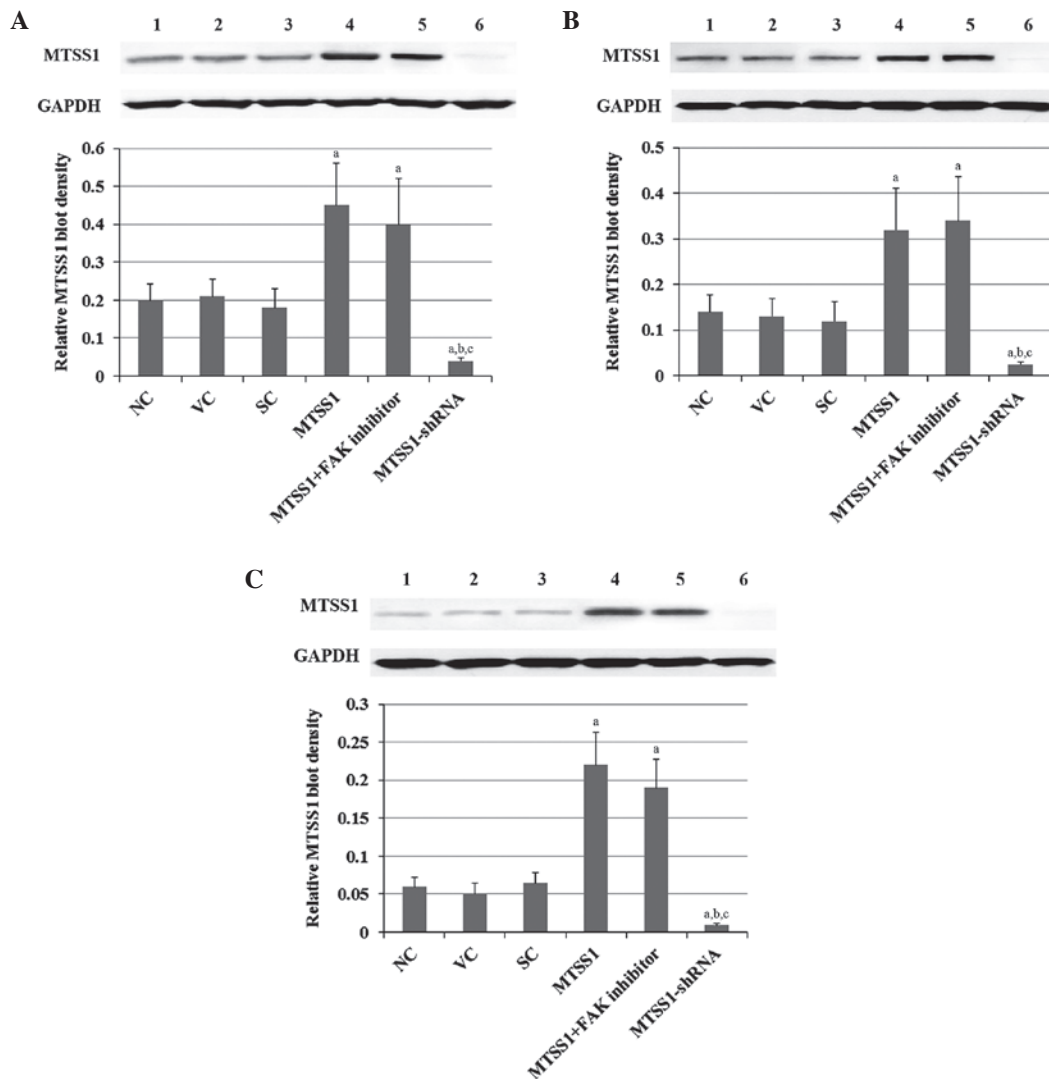 A
1 2 3 4 5 6
MTSS1
GAPDH
Relative MTSS1 blot density
0.6
0.5
0.4
0.3
0.2
0.1
0
a
a
a,b,c
NC
VC
SC
MTSS1
MTSS1+FAK inhibitor
MTSS1-shRNA
B
1 2 3 4 5 6
MTSS1
GAPDH
Relative MTSS1 blot density
0.5
0.4
0.3
0.2
0.1
0
a
a
a,b,c
NC
VC
SC
MTSS1
MTSS1+FAK inhibitor
MTSS1-shRNA
C
1 2 3 4 5 6
MTSS1
GAPDH
Relative MTSS1 blot density
0.3
0.25
0.2
0.15
0.1
0.05
0
a
a
a,b,c
NC
VC
SC
MTSS1
MTSS1+FAK inhibitor
MTSS1-shRNA